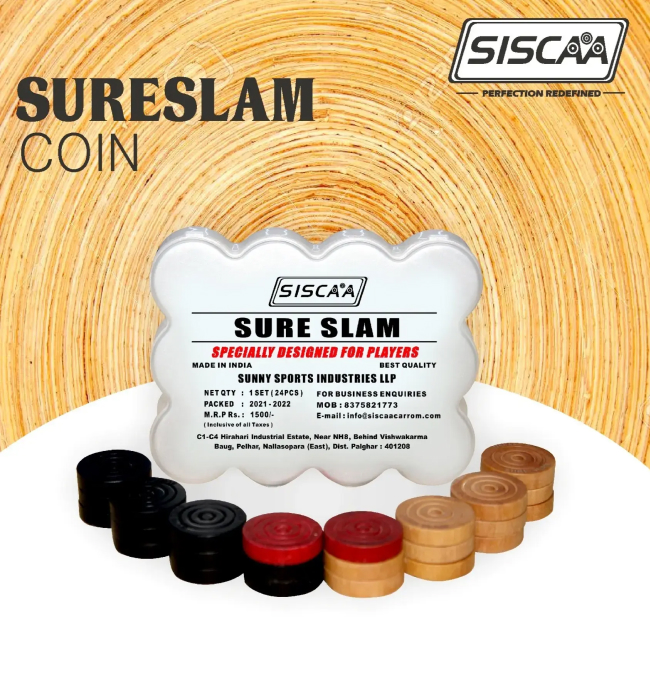 SISCAA
PERFECTION REDEFINED
SURESLAM
COIN
SISCAA
SURE SLAM
SPECIALLY DESIGNED FOR PLAYERS
MADE IN INDIA BEST QUALITY
SUNNY SPORTS INDUSTRIES LLP
NET QTY : 1 SET (24PCS) FOR BUSINESS ENQUIRIES
PACKED : 2021-2022 MOB : 8375821773
M.R.P Rs.: 1500/- E-mail : info@siscaacarrom.com
( Inclusive of all Taxes )
C1-C4 Hirahari Industrial Estate, Near NH8, Behind Vishwakarma
Baug, Pelhar, Nallasopara (East), Dist. Palghar : 401208